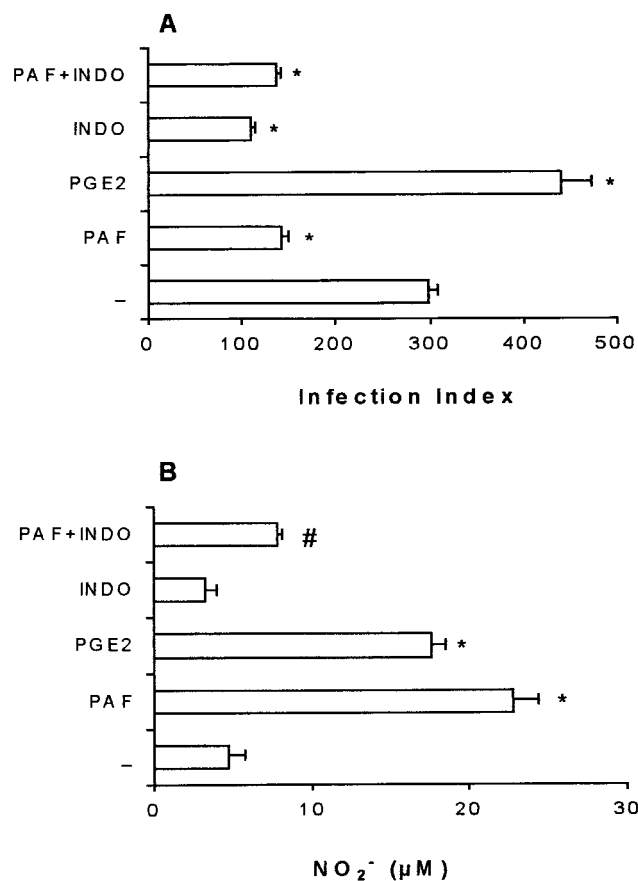 A
PAF+INDO *
INDO *
PGE2 *
PAF *
–
0 100 200 300 400 500
Infection Index
B
PAF+INDO #
INDO
PGE2 *
PAF *
–
0 10 20 30
NO₂⁻ (µM)